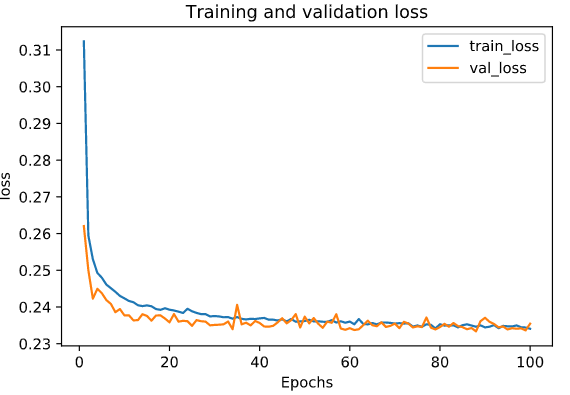 Training and validation loss
train_loss
val_loss
0.31
0.30
0.29
0.28
0.27
0.26
0.25
0.24
0.23
loss
0 20 40 60 80 100
Epochs